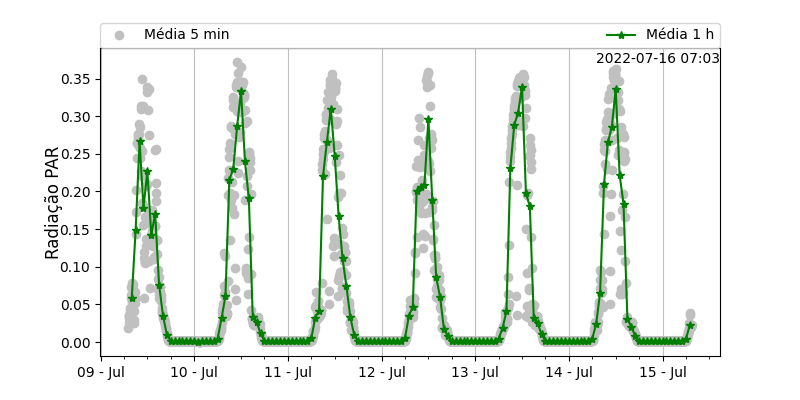 Média 5 min
Média 1 h
2022-07-16 07:03
Radiação PAR
0.35
0.30
0.25
0.20
0.15
0.10
0.05
0.00
09 - Jul
10 - Jul
11 - Jul
12 - Jul
13 - Jul
14 - Jul
15 - Jul